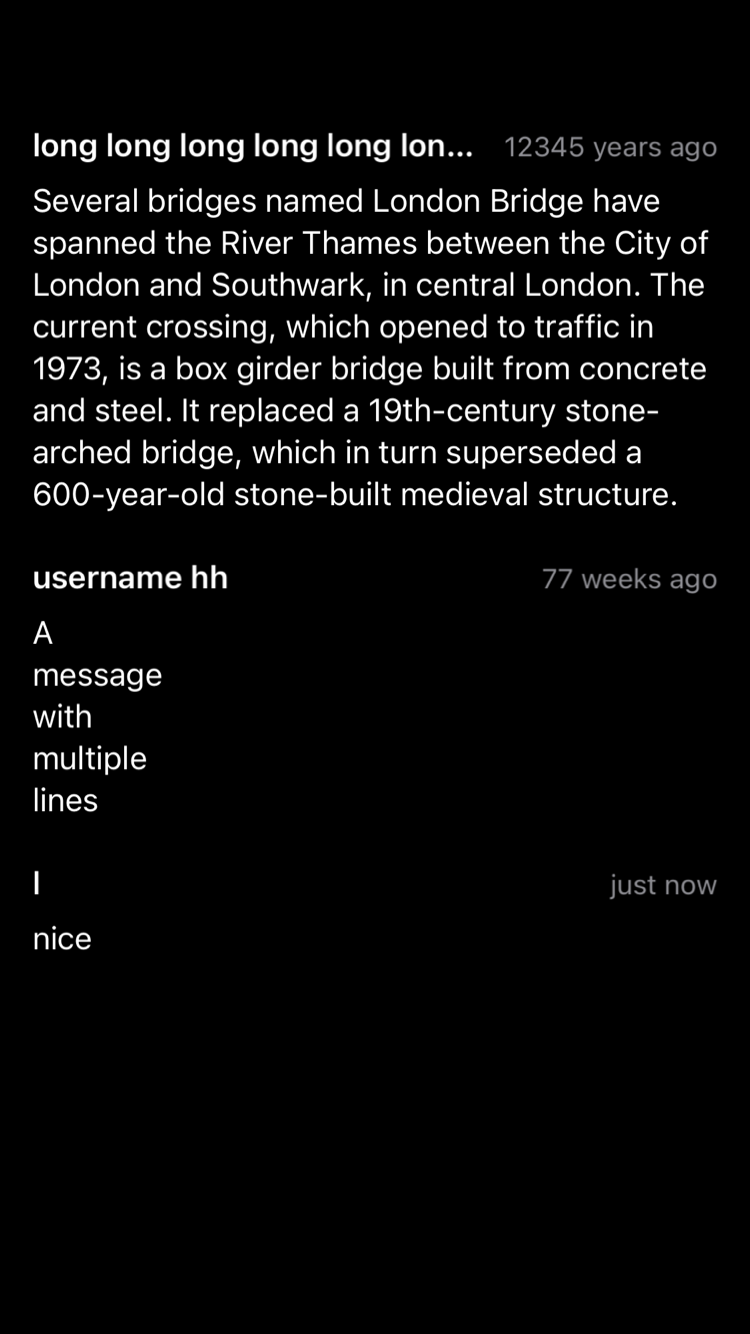 long long long long long lon... 12345 years ago
Several bridges named London Bridge have
spanned the River Thames between the City of
London and Southwark, in central London. The
current crossing, which opened to traffic in
1973, is a box girder bridge built from concrete
and steel. It replaced a 19th-century stone-
arched bridge, which in turn superseded a
600-year-old stone-built medieval structure.
username hh 77 weeks ago
A
message
with
multiple
lines
l just now
nice